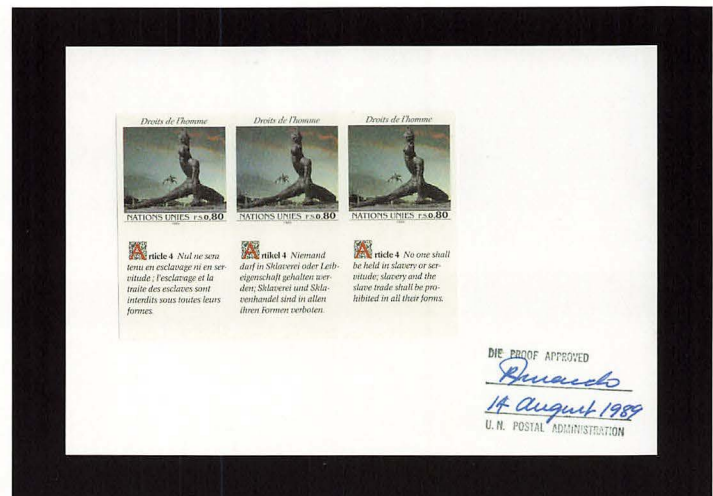 Droits de l'homme
Droits de l'homme
Droits de l'homme
NATIONS UNIES F.S.0,80
NATIONS UNIES F.S.0,80
NATIONS UNIES F.S.0,80
Article 4 Nul ne sera
tenu en esclavage ni en ser-
vitude ; l'esclavage et la
traite des esclaves sont
interdits sous toutes leurs
formes.
Artikel 4 Niemand
darf in Sklaverei oder Leib-
eigenschaft gehalten wer-
den; Sklaverei und Skla-
venhandel sind in allen
ihren Formen verboten.
Article 4 No one shall
be held in slavery or ser-
vitude; slavery and the
slave trade shall be pro-
hibited in all their forms.
DIE PROOF APPROVED
14 August 1989
U.N. POSTAL ADMINISTRATION